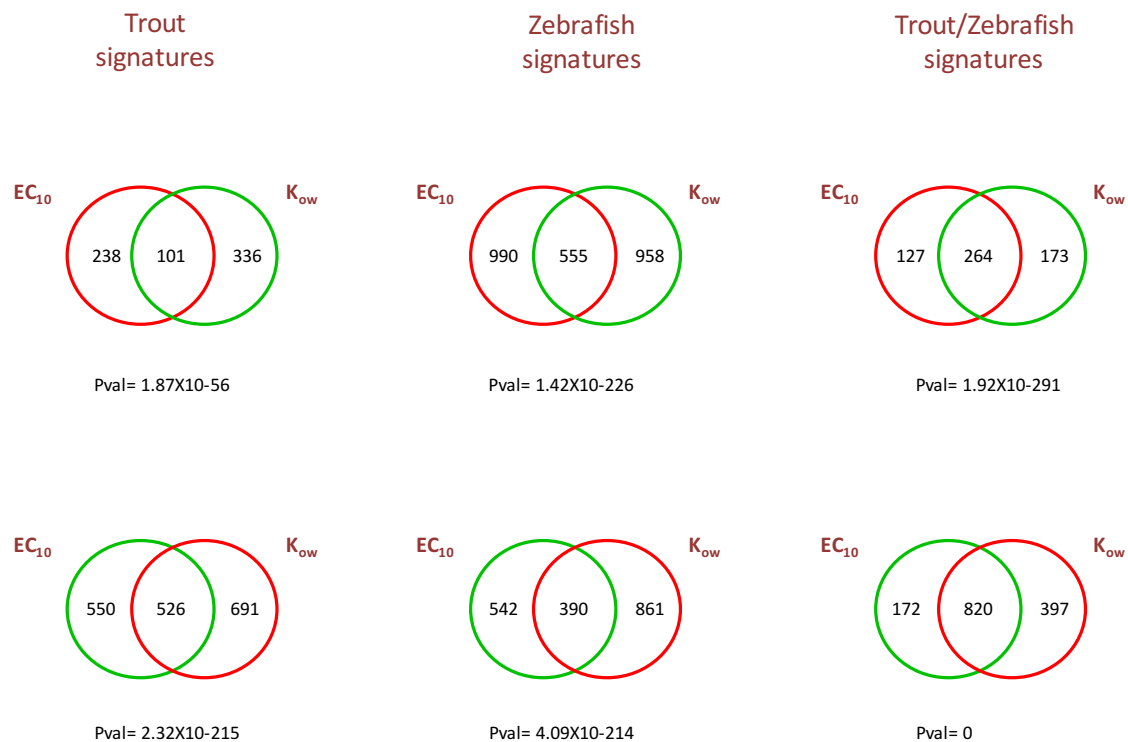 Trout
signatures
Zebrafish
signatures
Trout/Zebrafish
signatures
EC10 Kow
238 101 336
Pval= 1.87X10-56
EC10 Kow
990 555 958
Pval= 1.42X10-226
EC10 Kow
127 264 173
Pval= 1.92X10-291
EC10 Kow
550 526 691
Pval= 2.32X10-215
EC10 Kow
542 390 861
Pval= 4.09X10-214
EC10 Kow
172 820 397
Pval= 0